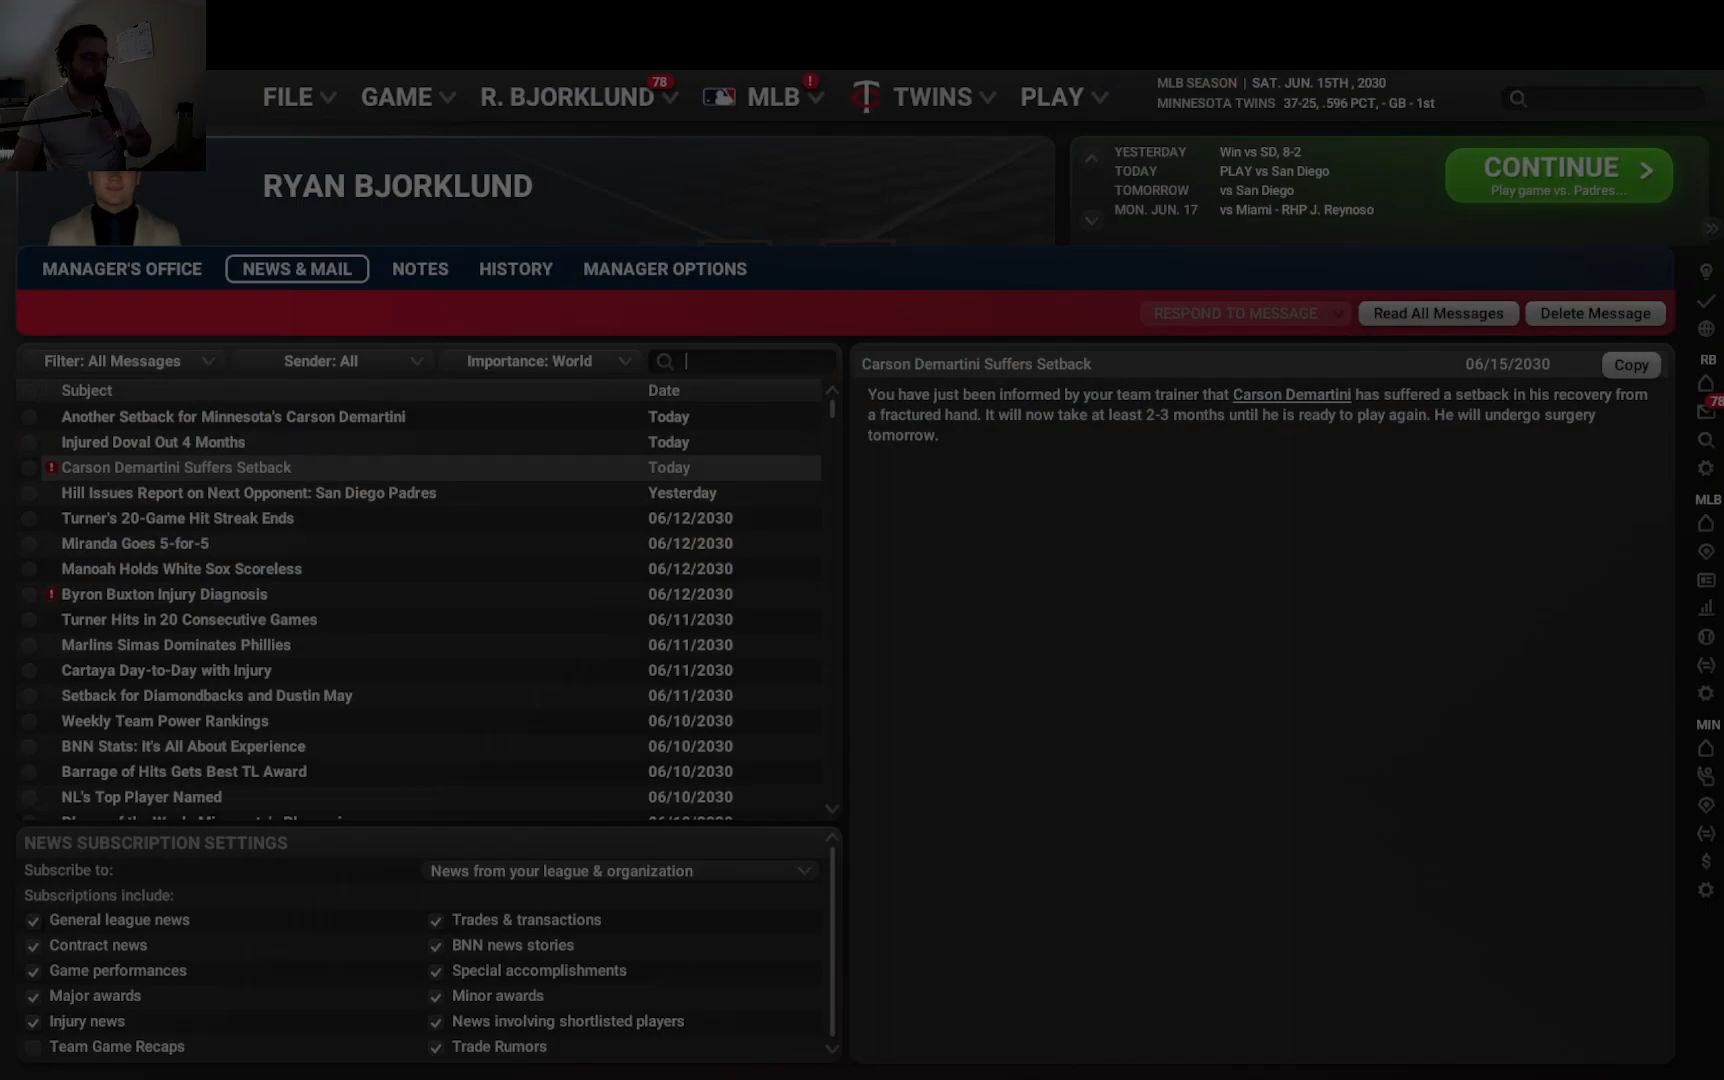 FILE GAME R. BJORKLUND 78 MLB ! TWINS PLAY
MLB SEASON | SAT. JUN. 15TH , 2030
MINNESOTA TWINS 37-25, .596 PCT, - GB - 1st
RYAN BJORKLUND
YESTERDAY Win vs SD, 8-2
TODAY PLAY vs San Diego
TOMORROW vs San Diego
MON. JUN. 17 vs Miami - RHP J. Reynoso
CONTINUE >
Play game vs. Padres...
MANAGER'S OFFICE NEWS & MAIL NOTES HISTORY MANAGER OPTIONS
RESPOND TO MESSAGE Read All Messages Delete Message
Filter: All Messages Sender: All Importance: World
Subject Date
Another Setback for Minnesota's Carson Demartini Today
Injured Doval Out 4 Months Today
! Carson Demartini Suffers Setback Today
Hill Issues Report on Next Opponent: San Diego Padres Yesterday
Turner's 20-Game Hit Streak Ends 06/12/2030
Miranda Goes 5-for-5 06/12/2030
Manoah Holds White Sox Scoreless 06/12/2030
! Byron Buxton Injury Diagnosis 06/12/2030
Turner Hits in 20 Consecutive Games 06/11/2030
Marlins Simas Dominates Phillies 06/11/2030
Cartaya Day-to-Day with Injury 06/11/2030
Setback for Diamondbacks and Dustin May 06/11/2030
Weekly Team Power Rankings 06/10/2030
BNN Stats: It's All About Experience 06/10/2030
Barrage of Hits Gets Best TL Award 06/10/2030
NL's Top Player Named 06/10/2030
Carson Demartini Suffers Setback 06/15/2030 Copy
You have just been informed by your team trainer that Carson Demartini has suffered a setback in his recovery from
a fractured hand. It will now take at least 2-3 months until he is ready to play again. He will undergo surgery
tomorrow.
NEWS SUBSCRIPTION SETTINGS
Subscribe to: News from your league & organization
Subscriptions include:
General league news Trades & transactions
Contract news BNN news stories
Game performances Special accomplishments
Major awards Minor awards
Injury news News involving shortlisted players
Team Game Recaps Trade Rumors
RB
78
MLB
MIN